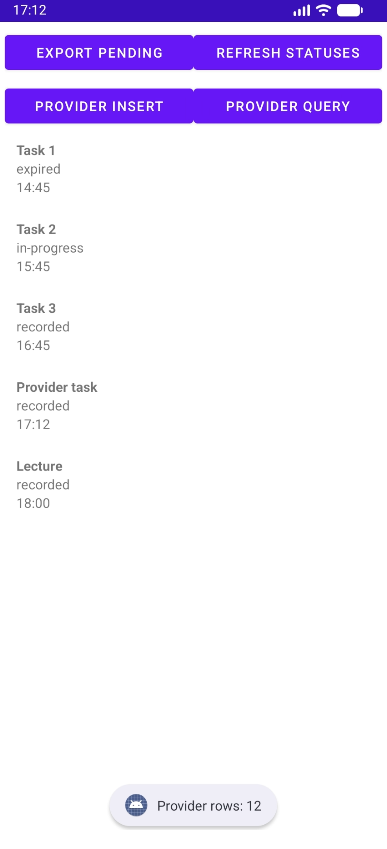 17:12
EXPORT PENDING REFRESH STATUSES
PROVIDER INSERT PROVIDER QUERY
Task 1
expired
14:45
Task 2
in-progress
15:45
Task 3
recorded
16:45
Provider task
recorded
17:12
Lecture
recorded
18:00
Provider rows: 12